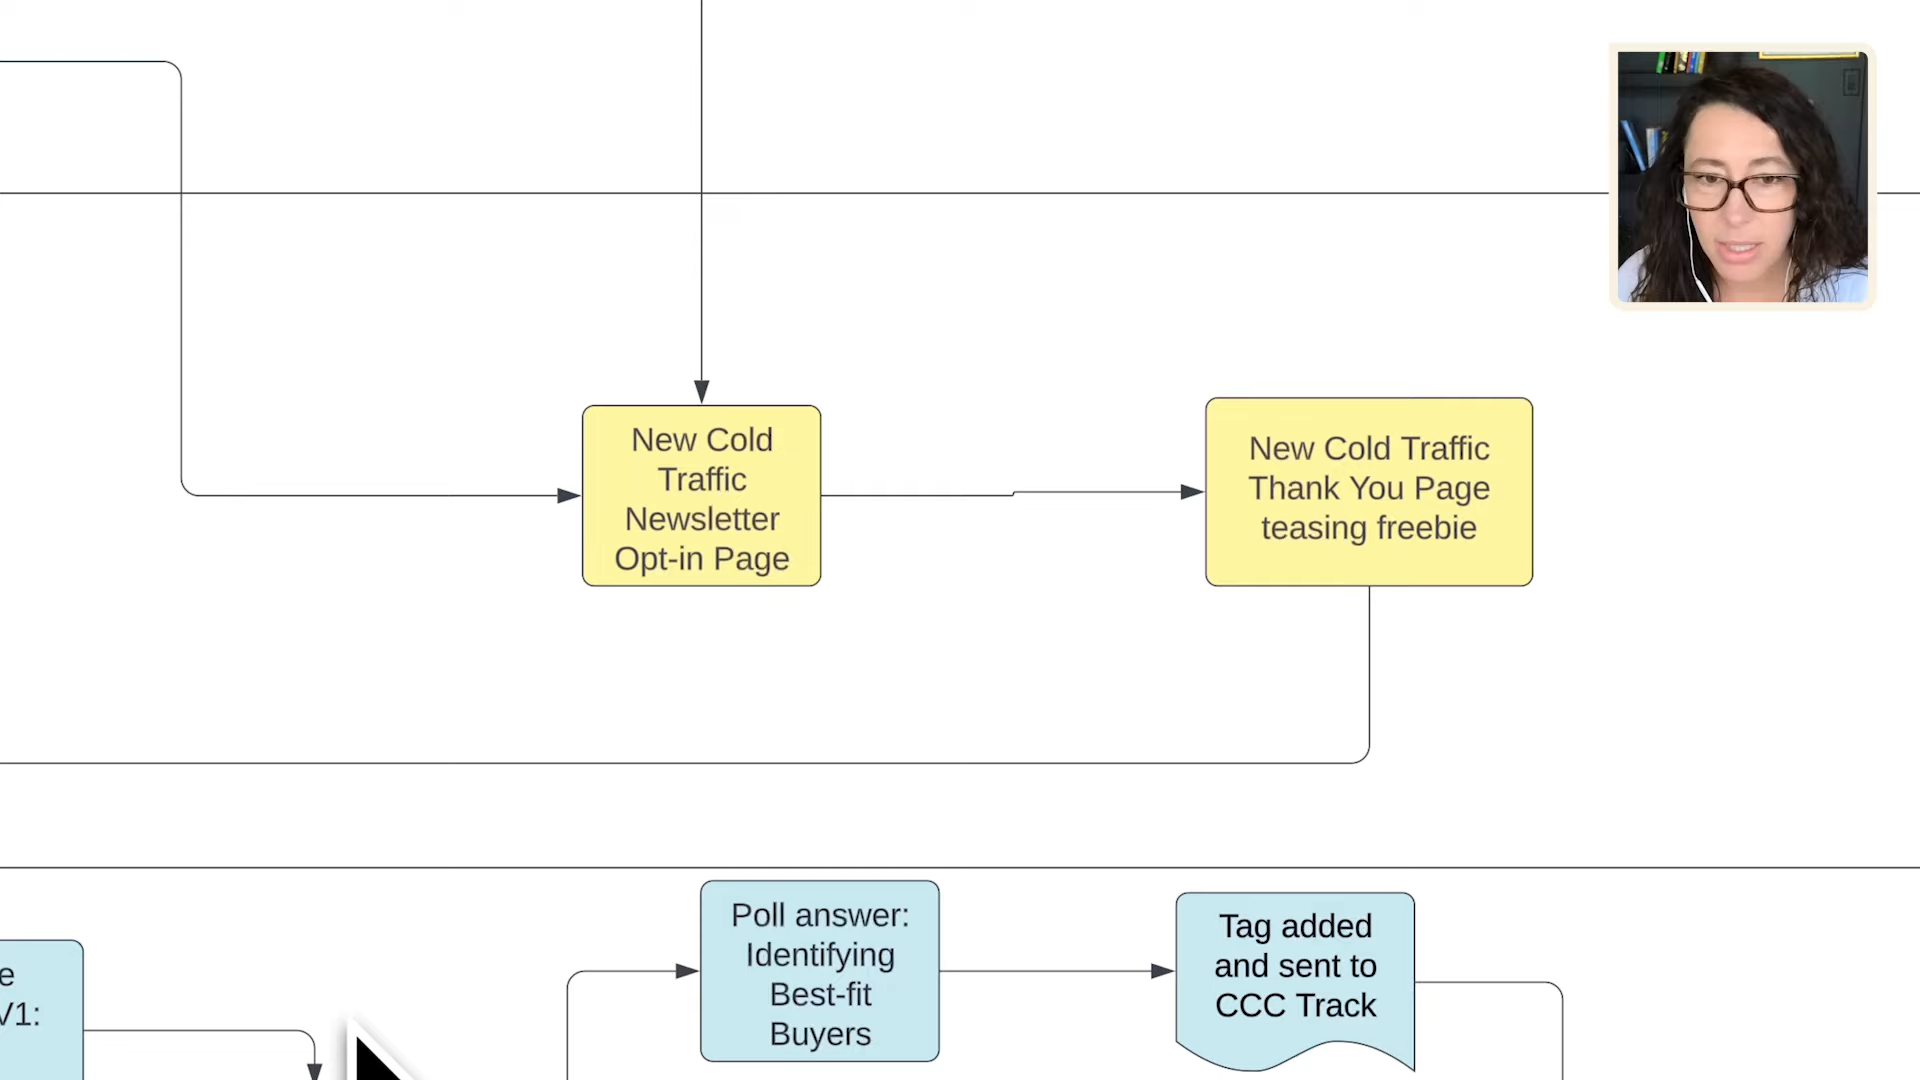 New Cold
Traffic
Newsletter
Opt-in Page
New Cold Traffic
Thank You Page
teasing freebie
Poll answer:
Identifying
Best-fit
Buyers
Tag added
and sent to
CCC Track
e
V1: